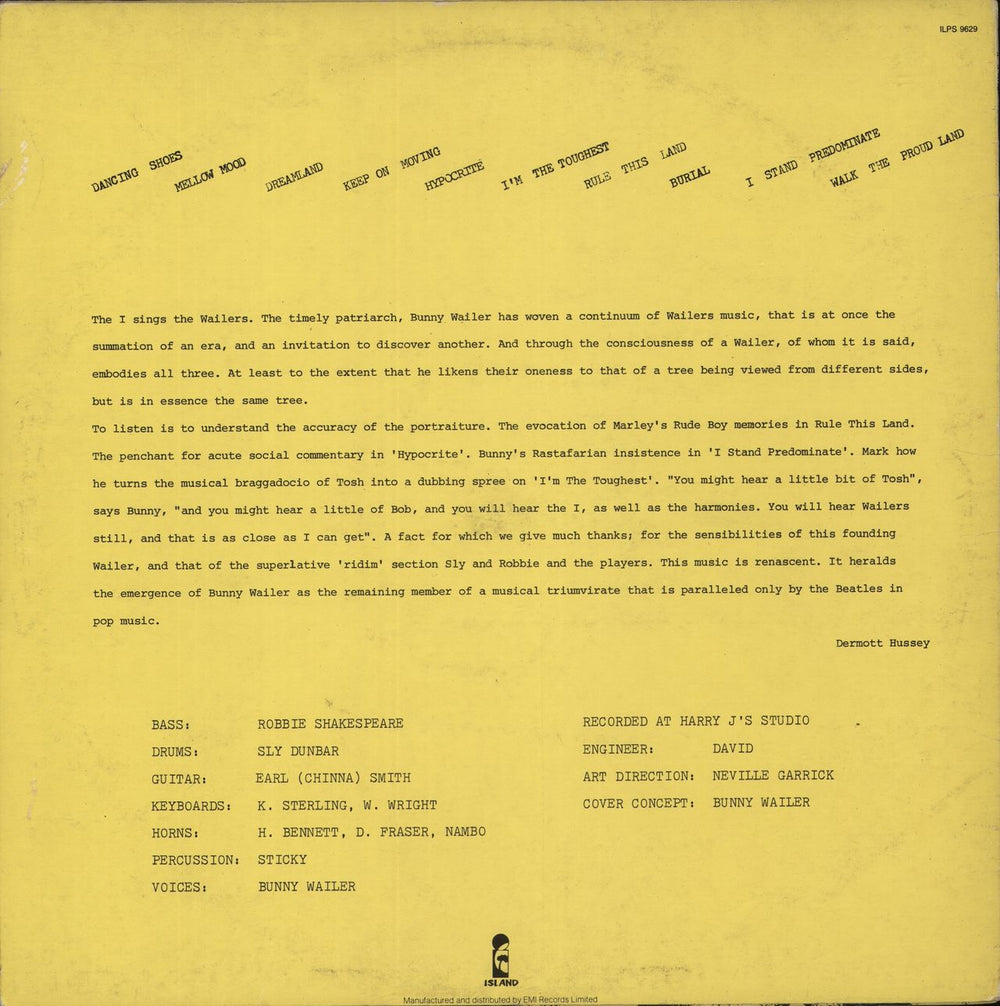 ILPS 9629
DANCING SHOES
MELLOW MOOD
DREAMLAND
KEEP ON MOVING
HYPOCRITE
I'M THE TOUGHEST
RULE THIS LAND
BURIAL
I STAND PREDOMINATE
WALK THE PROUD LAND
The I sings the Wailers. The timely patriarch, Bunny Wailer has woven a continuum of Wailers music, that is at once the
summation of an era, and an invitation to discover another. And through the consciousness of a Wailer, of whom it is said,
embodies all three. At least to the extent that he likens their oneness to that of a tree being viewed from different sides,
but is in essence the same tree.
To listen is to understand the accuracy of the portraiture. The evocation of Marley's Rude Boy memories in Rule This Land.
The penchant for acute social commentary in 'Hypocrite'. Bunny's Rastafarian insistence in 'I Stand Predominate'. Mark how
he turns the musical braggadocio of Tosh into a dubbing spree on 'I'm The Toughest'. "You might hear a little bit of Tosh",
says Bunny, "and you might hear a little of Bob, and you will hear the I, as well as the harmonies. You will hear Wailers
still, and that is as close as I can get". A fact for which we give much thanks; for the sensibilities of this founding
Wailer, and that of the superlative 'ridim' section Sly and Robbie and the players. This music is renascent. It heralds
the emergence of Bunny Wailer as the remaining member of a musical triumvirate that is paralleled only by the Beatles in
pop music.
Dermott Hussey
BASS: ROBBIE SHAKESPEARE
DRUMS: SLY DUNBAR
GUITAR: EARL (CHINNA) SMITH
KEYBOARDS: K. STERLING, W. WRIGHT
HORNS: H. BENNETT, D. FRASER, NAMBO
PERCUSSION: STICKY
VOICES: BUNNY WAILER
RECORDED AT HARRY J'S STUDIO
ENGINEER: DAVID
ART DIRECTION: NEVILLE GARRICK
COVER CONCEPT: BUNNY WAILER
ISLAND
Manufactured and distributed by EMI Records Limited